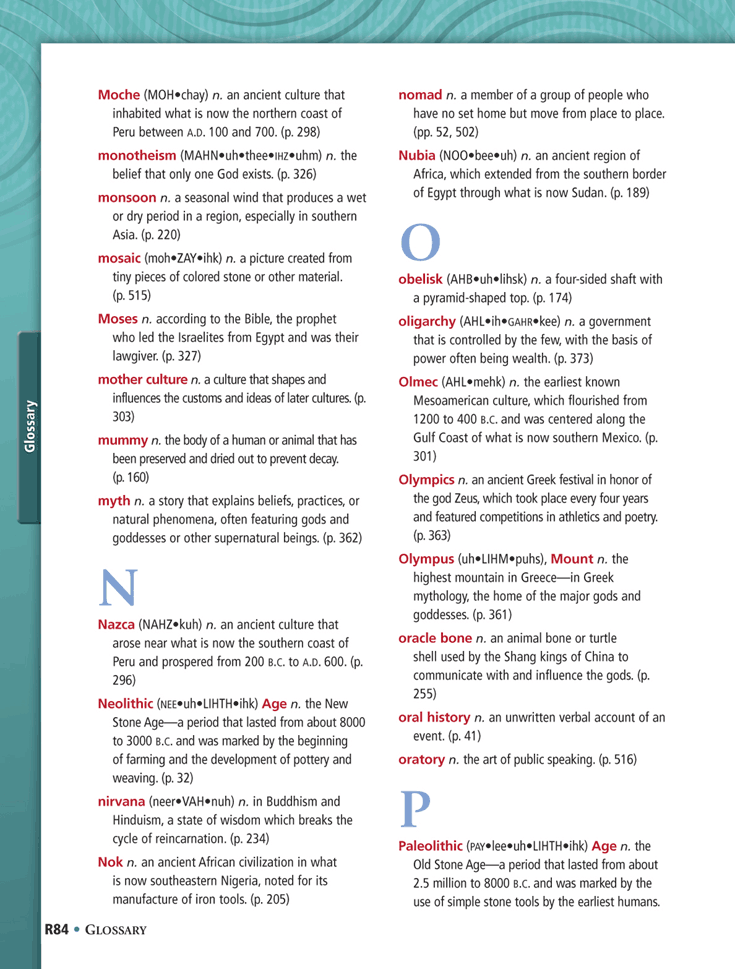 Moche (MOH•chay) n. an ancient culture that
inhabited what is now the northern coast of
Peru between A.D. 100 and 700. (p. 298)
monotheism (MAHN•uh•thee•IHZ•uhm) n. the
belief that only one God exists. (p. 326)
monsoon n. a seasonal wind that produces a wet
or dry period in a region, especially in southern
Asia. (p. 220)
mosaic (moh•ZAY•ihk) n. a picture created from
tiny pieces of colored stone or other material.
(p. 515)
Moses n. according to the Bible, the prophet
who led the Israelites from Egypt and was their
lawgiver. (p. 327)
mother culture n. a culture that shapes and
influences the customs and ideas of later cultures. (p.
303)
mummy n. the body of a human or animal that has
been preserved and dried out to prevent decay.
(p. 160)
myth n. a story that explains beliefs, practices, or
natural phenomena, often featuring gods and
goddesses or other supernatural beings. (p. 362)
N
Nazca (NAHZ•kuh) n. an ancient culture that
arose near what is now the southern coast of
Peru and prospered from 200 B.C. to A.D. 600. (p.
296)
Neolithic (NEE•uh•LIHTH•ihk) Age n. the New
Stone Age—a period that lasted from about 8000
to 3000 B.C. and was marked by the beginning
of farming and the development of pottery and
weaving. (p. 32)
nirvana (neer•VAH•nuh) n. in Buddhism and
Hinduism, a state of wisdom which breaks the
cycle of reincarnation. (p. 234)
Nok n. an ancient African civilization in what
is now southeastern Nigeria, noted for its
manufacture of iron tools. (p. 205)
nomad n. a member of a group of people who
have no set home but move from place to place.
(pp. 52, 502)
Nubia (NOO•bee•uh) n. an ancient region of
Africa, which extended from the southern border
of Egypt through what is now Sudan. (p. 189)
O
obelisk (AHB•uh•lihsk) n. a four-sided shaft with
a pyramid-shaped top. (p. 174)
oligarchy (AHL•ih•GAHR•kee) n. a government
that is controlled by the few, with the basis of
power often being wealth. (p. 373)
Olmec (AHL•mehk) n. the earliest known
Mesoamerican culture, which flourished from
1200 to 400 B.C. and was centered along the
Gulf Coast of what is now southern Mexico. (p.
301)
Olympics n. an ancient Greek festival in honor of
the god Zeus, which took place every four years
and featured competitions in athletics and poetry.
(p. 363)
Olympus (uh•LIHM•puhs), Mount n. the
highest mountain in Greece—in Greek
mythology, the home of the major gods and
goddesses. (p. 361)
oracle bone n. an animal bone or turtle
shell used by the Shang kings of China to
communicate with and influence the gods. (p.
255)
oral history n. an unwritten verbal account of an
event. (p. 41)
oratory n. the art of public speaking. (p. 516)
P
Paleolithic (PAY•lee•uh•LIHTH•ihk) Age n. the
Old Stone Age—a period that lasted from about
2.5 million to 8000 B.C. and was marked by the
use of simple stone tools by the earliest humans.
Glossary
R84 • GLOSSARY